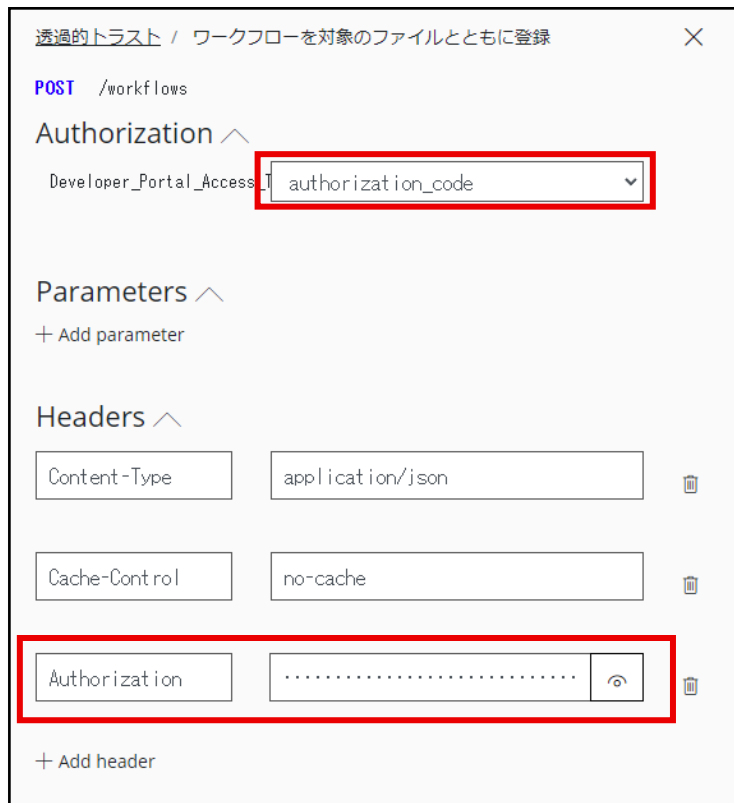 透過的トラスト / ワークフローを対象のファイルとともに登録
POST /workflows
Authorization
Developer_Portal_Access_T authorization_code
Parameters
+ Add parameter
Headers
Content-Type application/json
Cache-Control no-cache
Authorization ·····························
+ Add header